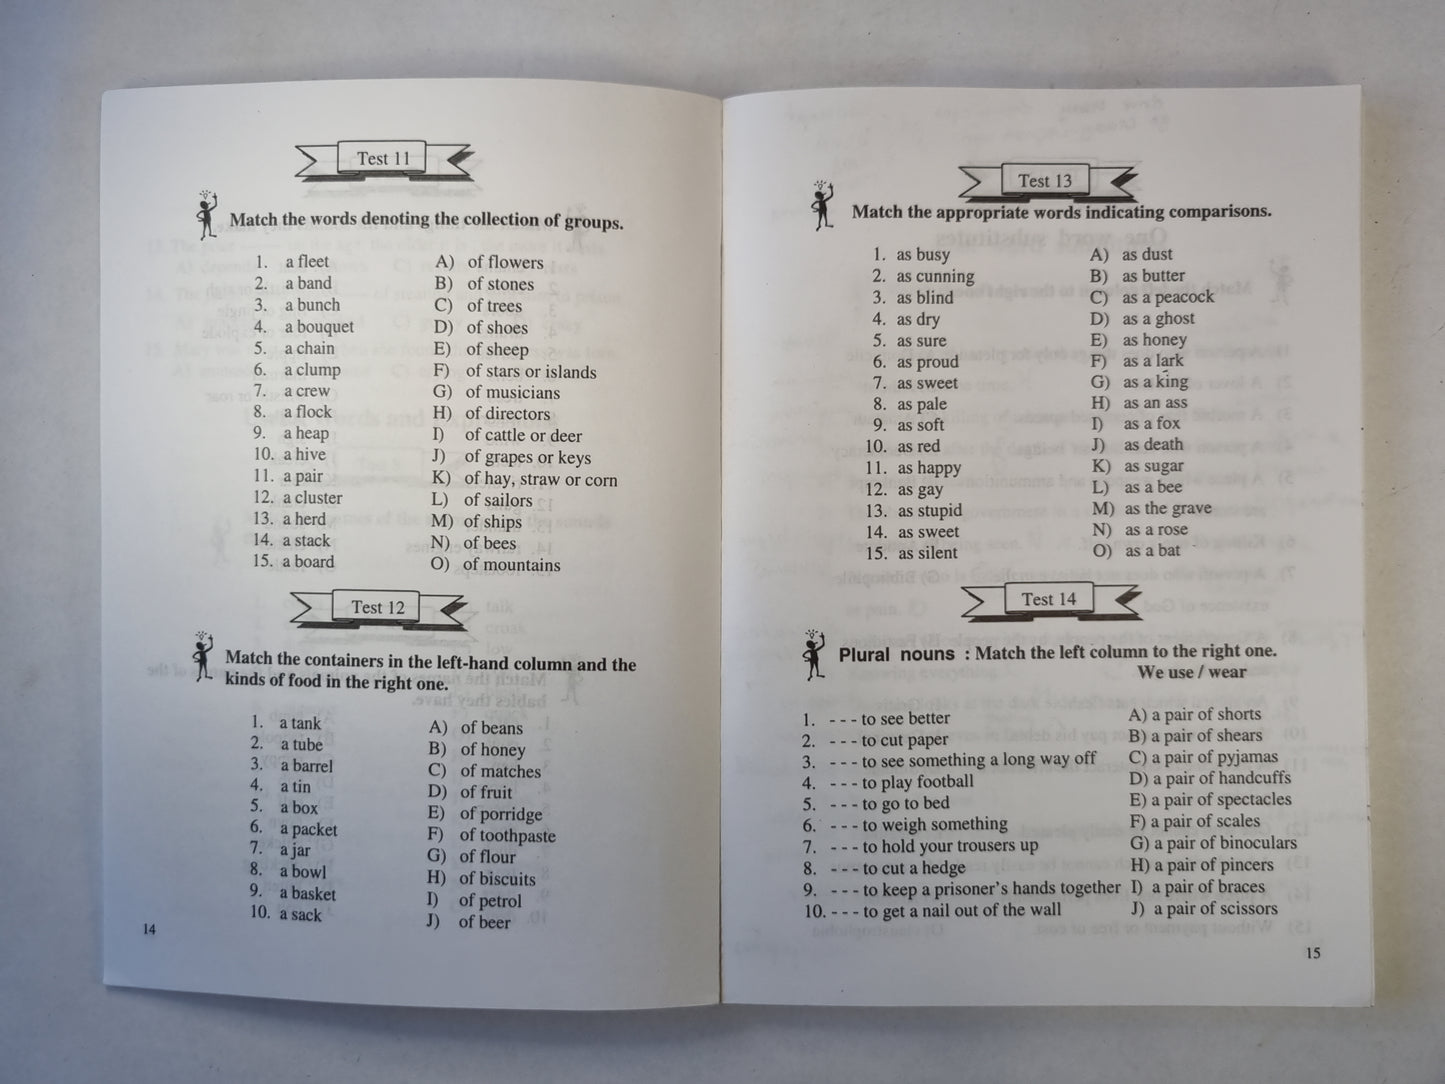 Test 11
Match the words denoting the collection of groups.
1. a fleet
2. a band
3. a bunch
4. a bouquet
5. a chain
6. a clump
7. a crew
8. a flock
9. a heap
10. a hive
11. a pair
12. a cluster
13. a herd
14. a stack
15. a board
A) of flowers
B) of stones
C) of trees
D) of shoes
E) of sheep
F) of stars or islands
G) of musicians
H) of directors
I) of cattle or deer
J) of grapes or keys
K) of hay, straw or corn
L) of sailors
M) of ships
N) of bees
O) of mountains
Test 12
Match the containers in the left-hand column and the
kinds of food in the right one.
1. a tank
2. a tube
3. a barrel
4. a tin
5. a box
6. a packet
7. a jar
8. a bowl
9. a basket
10. a sack
A) of beans
B) of honey
C) of matches
D) of fruit
E) of porridge
F) of toothpaste
G) of flour
H) of biscuits
I) of petrol
J) of beer
14
Test 13
Match the appropriate words indicating comparisons.
1. as busy
2. as cunning
3. as blind
4. as dry
5. as sure
6. as proud
7. as sweet
8. as pale
9. as soft
10. as red
11. as happy
12. as gay
13. as stupid
14. as sweet
15. as silent
A) as dust
B) as butter
C) as a peacock
D) as a ghost
E) as honey
F) as a lark
G) as a king
H) as an ass
I) as a fox
J) as death
K) as sugar
L) as a bee
M) as the grave
N) as a rose
O) as a bat
Test 14
Plural nouns : Match the left column to the right one.
We use / wear
1. - - - to see better
2. - - - to cut paper
3. - - - to see something a long way off
4. - - - to play football
5. - - - to go to bed
6. - - - to weigh something
7. - - - to hold your trousers up
8. - - - to cut a hedge
9. - - - to keep a prisoner's hands together
10. - - - to get a nail out of the wall
A) a pair of shorts
B) a pair of shears
C) a pair of pyjamas
D) a pair of handcuffs
E) a pair of spectacles
F) a pair of scales
G) a pair of binoculars
H) a pair of pincers
I) a pair of braces
J) a pair of scissors
15